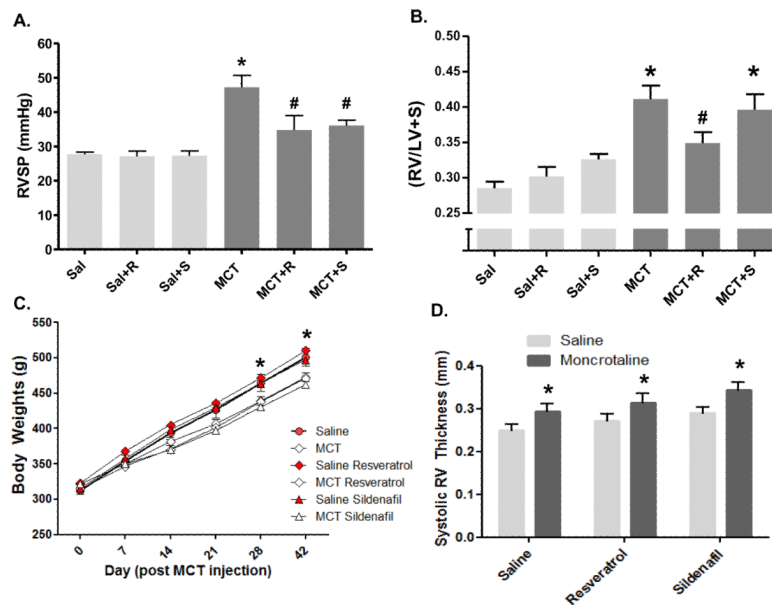 A.
RVSP (mmHg)
60
50
40
30
20
10
0
*
#
#
Sal
Sal+R
Sal+S
MCT
MCT+R
MCT+S
B.
(RV/LV+S)
0.50
0.45
0.40
0.35
0.30
0.25
*
#
*
Sal
Sal+R
Sal+S
MCT
MCT+R
MCT+S
C.
Body Weights (g)
550
500
450
400
350
300
250
*
*
Saline
MCT
Saline Resveratrol
MCT Resveratrol
Saline Sildenafil
MCT Sildenafil
0
7
14
21
28
42
Day (post MCT injection)
D.
Saline
Moncrotaline
Systolic RV Thickness (mm)
0.4
0.3
0.2
0.1
0.0
*
*
*
Saline
Resveratrol
Sildenafil